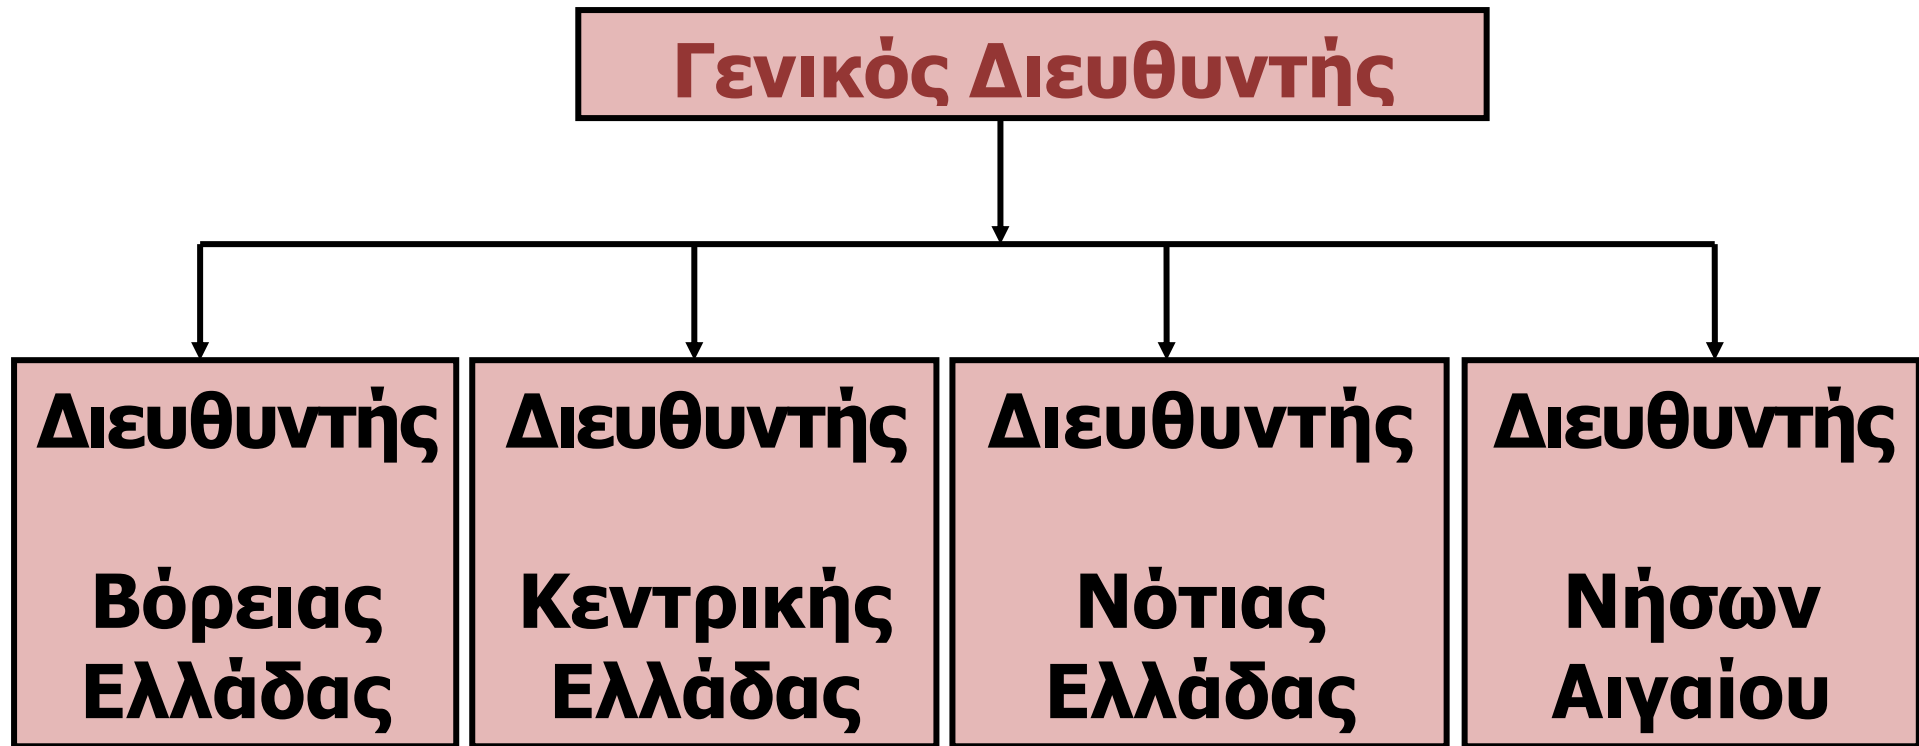 Γενικός Διευθυντής
Διευθυντής
Βόρειας
Ελλάδας
Διευθυντής
Κεντρικής
Ελλάδας
Διευθυντής
Νότιας
Ελλάδας
Διευθυντής
Νήσων
Αιγαίου